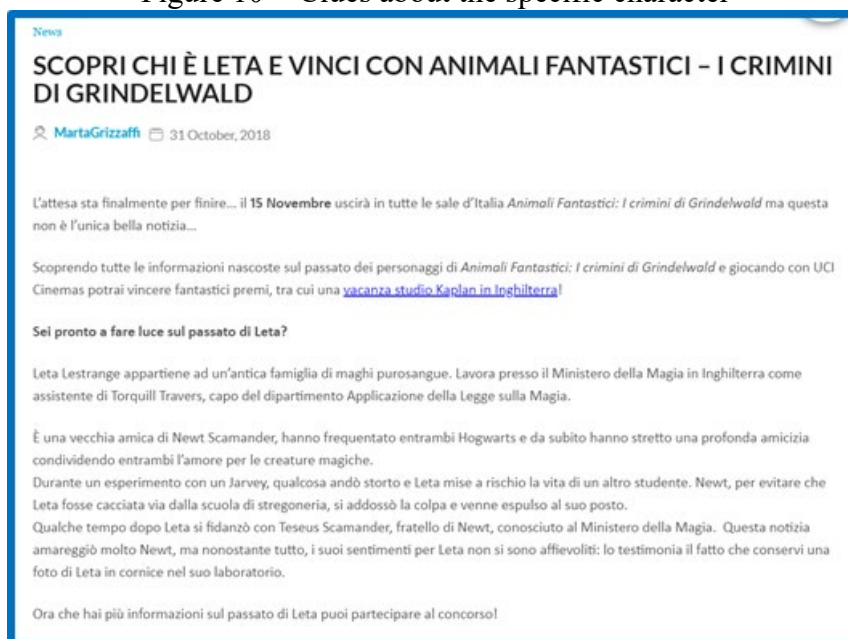 Figure 10 – Clues about the specific character
News
SCOPRI CHI È LETA E VINCI CON ANIMALI FANTASTICI – I CRIMINI
DI GRINDELWALD
MartaGrizzaffi 31 October, 2018
L'attesa sta finalmente per finire... il 15 Novembre uscirà in tutte le sale d'Italia Animali Fantastici: I crimini di Grindelwald ma questa
non è l'unica bella notizia...
Scoprendo tutte le informazioni nascoste sul passato dei personaggi di Animali Fantastici: I crimini di Grindelwald e giocando con UCI
Cinemas potrai vincere fantastici premi, tra cui una vacanza studio Kaplan in Inghilterra!
Sei pronto a fare luce sul passato di Leta?
Leta Lestrange appartiene ad un'antica famiglia di maghi purosangue. Lavora presso il Ministero della Magia in Inghilterra come
assistente di Torquill Travers, capo del dipartimento Applicazione della Legge sulla Magia.
È una vecchia amica di Newt Scamander, hanno frequentato entrambi Hogwarts e da subito hanno stretto una profonda amicizia
condividendo entrambi l'amore per le creature magiche.
Durante un esperimento con un Jarvey, qualcosa andò storto e Leta mise a rischio la vita di un altro studente. Newt, per evitare che
Leta fosse cacciata via dalla scuola di stregoneria, si addossò la colpa e venne espulso al suo posto.
Qualche tempo dopo Leta si fidanzò con Teseus Scamander, fratello di Newt, conosciuto al Ministero della Magia. Questa notizia
amareggiò molto Newt, ma nonostante tutto, i suoi sentimenti per Leta non si sono affievoliti: lo testimonia il fatto che conservi una
foto di Leta in cornice nel suo laboratorio.
Ora che hai più informazioni sul passato di Leta puoi partecipare al concorso!